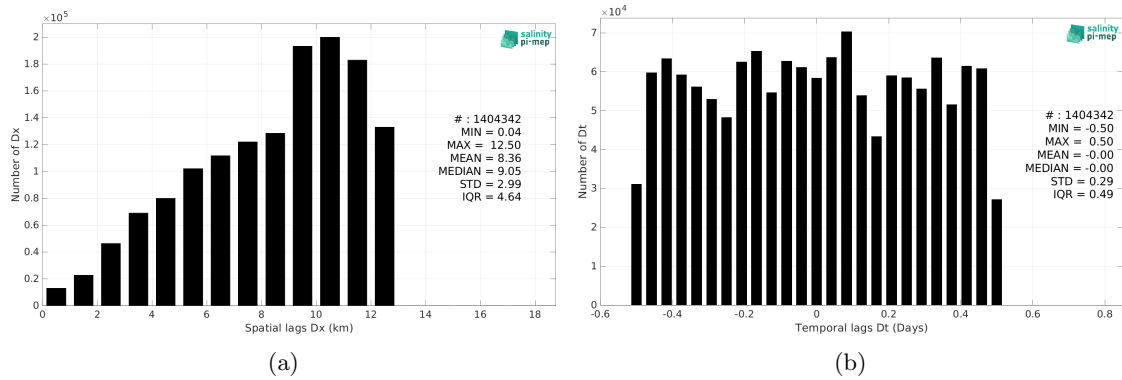 ×10⁵
2
1.8
1.6
1.4
1.2
1
0.8
0.6
0.4
0.2
0
Number of Dx
0 2 4 6 8 10 12 14 16 18
Spatial lags Dx (km)
salinity
pi-mep
# : 1404342
MIN = 0.04
MAX = 12.50
MEAN = 8.36
MEDIAN = 9.05
STD = 2.99
IQR = 4.64
(a)
×10⁴
7
6
5
4
3
2
1
0
Number of Dt
-0.6 -0.4 -0.2 0 0.2 0.4 0.6 0.8
Temporal lags Dt (Days)
salinity
pi-mep
# : 1404342
MIN = -0.50
MAX = 0.50
MEAN = -0.00
MEDIAN = -0.00
STD = 0.29
IQR = 0.49
(b)